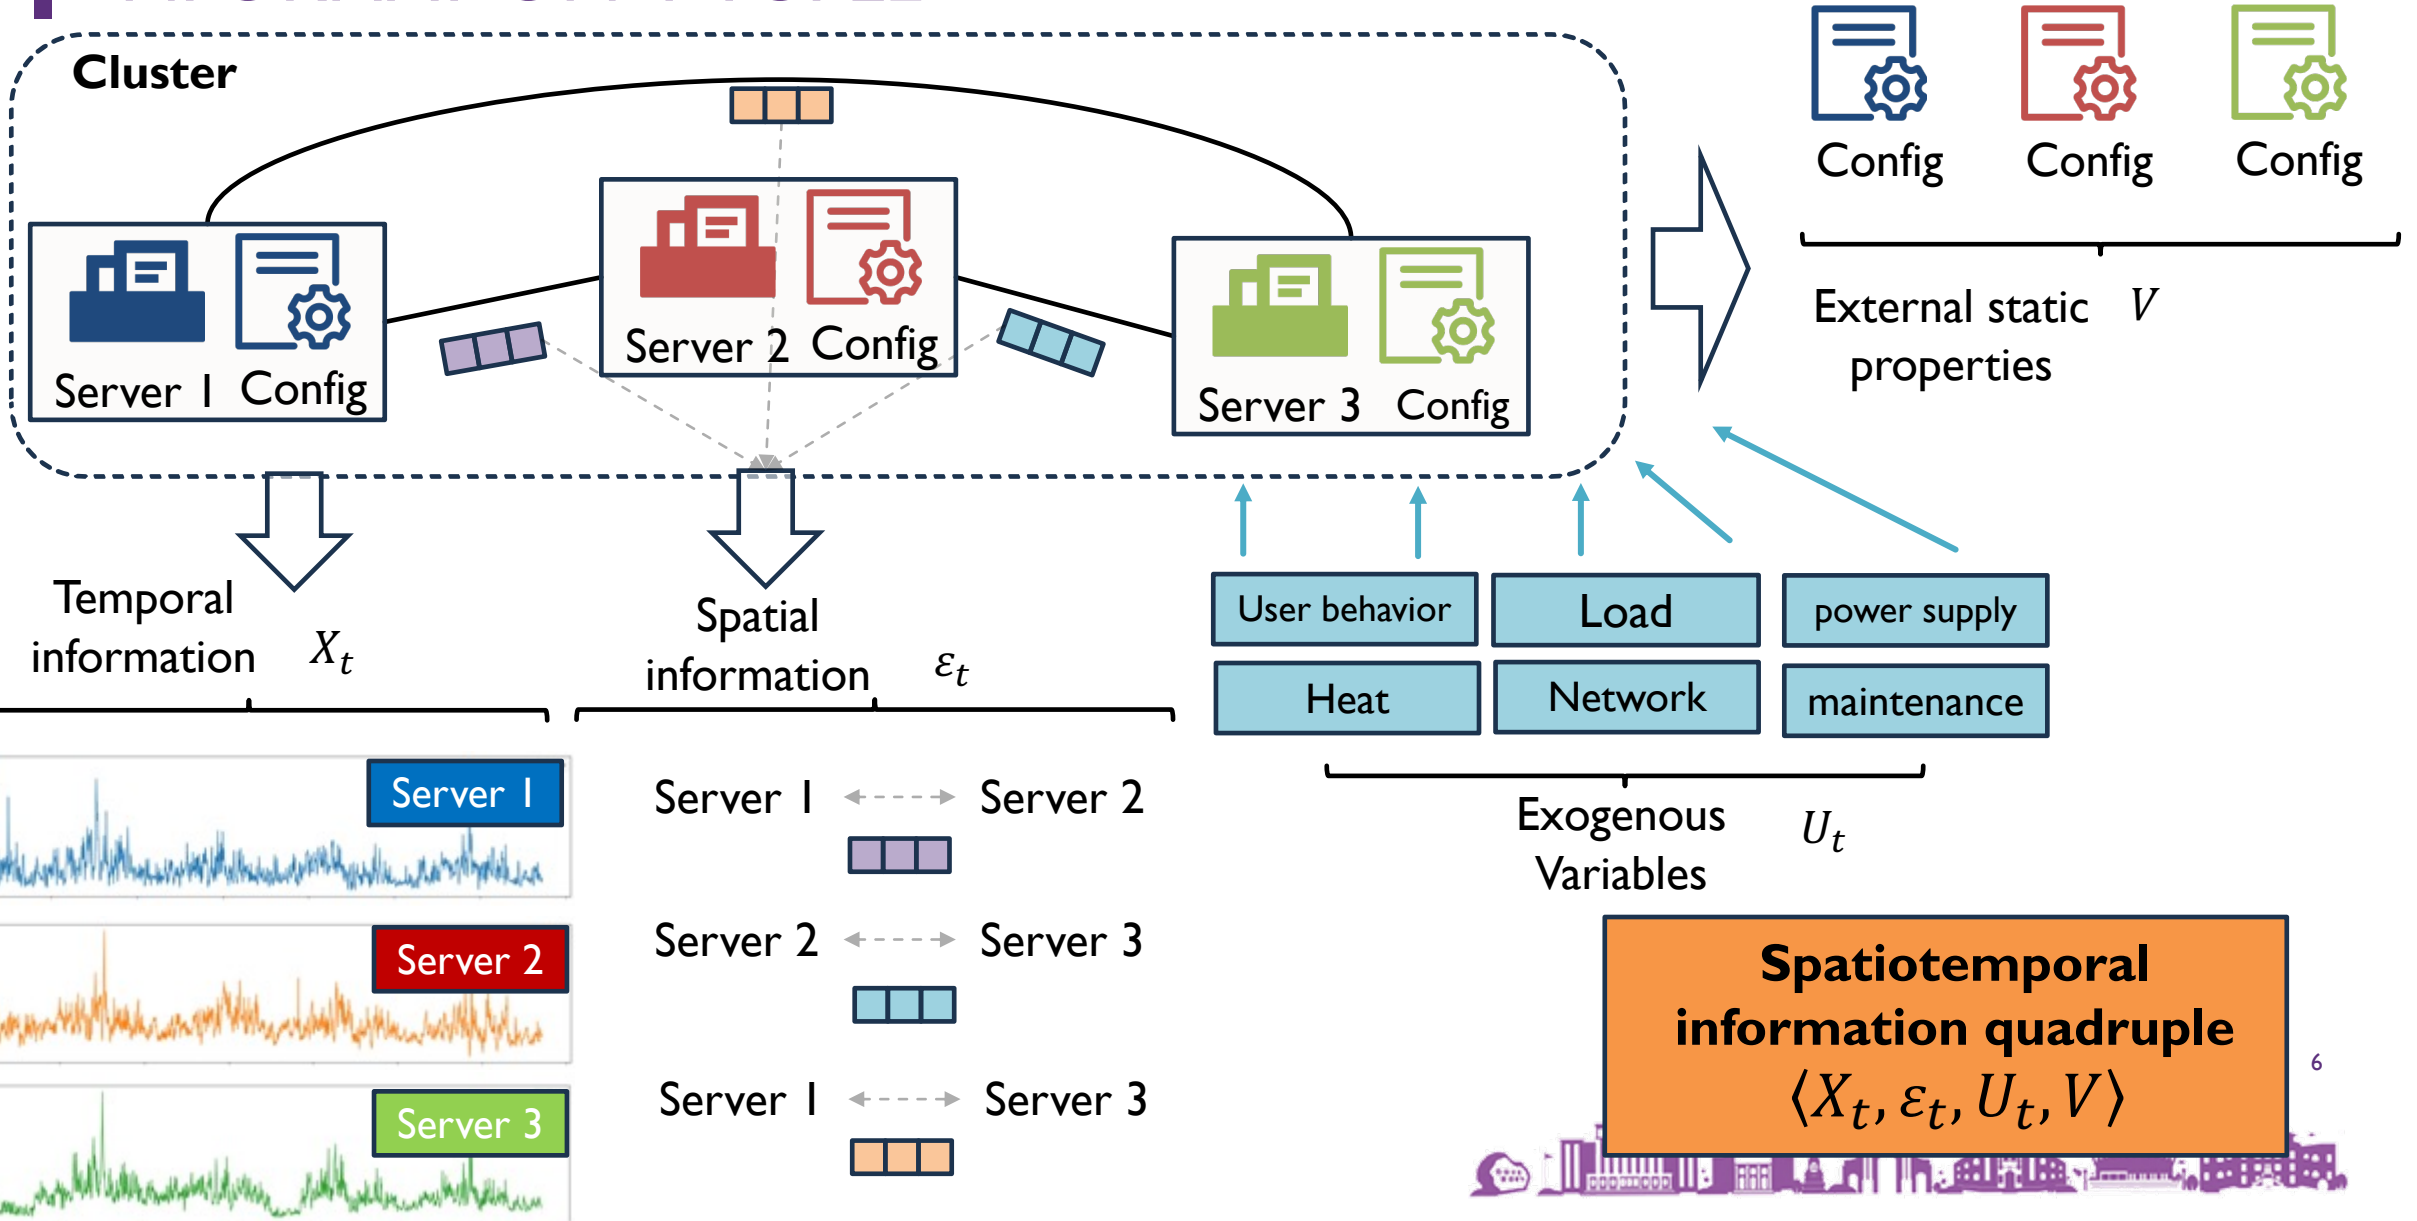 Cluster
Config
Config
Config
Server 1
Config
Server 2
Config
Server 3
Config
External static
properties
V
Temporal
information
X_t
Spatial
information
ε_t
User behavior
Load
power supply
Heat
Network
maintenance
Exogenous
Variables
U_t
Server 1
Server 2
Server 3
Server 1
Server 2
Server 2
Server 3
Server 1
Server 3
Spatiotemporal
information quadruple
⟨X_t, ε_t, U_t, V⟩
6